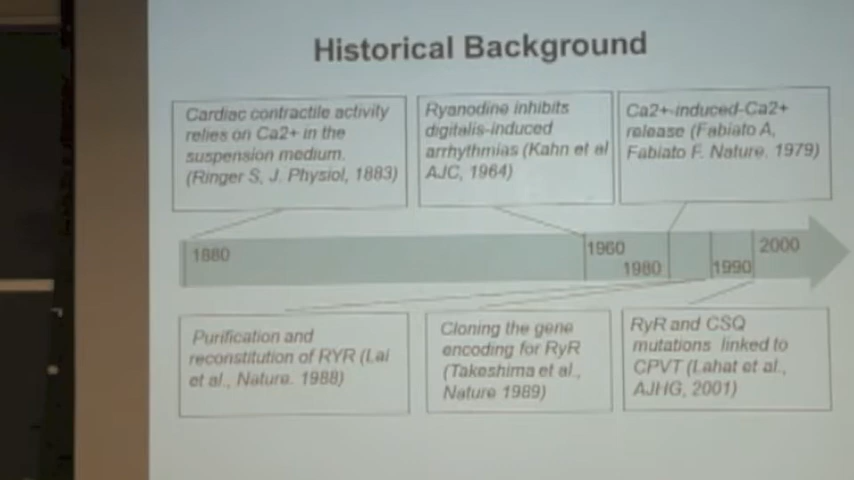 Historical Background
Cardiac contractile activity
relies on Ca2+ in the
suspension medium.
(Ringer S, J. Physiol, 1883)
Ryanodine inhibits
digitalis-induced
arrhythmias (Kahn et al
AJC, 1964)
Ca2+-induced-Ca2+
release (Fabiato A,
Fabiato F. Nature. 1979)
1880
1960
1980
1990
2000
Purification and
reconstitution of RYR (Lai
et al., Nature. 1988)
Cloning the gene
encoding for RyR
(Takeshima et al.,
Nature 1989)
RyR and CSQ
mutations linked to
CPVT (Lahat et al.,
AJHG, 2001)